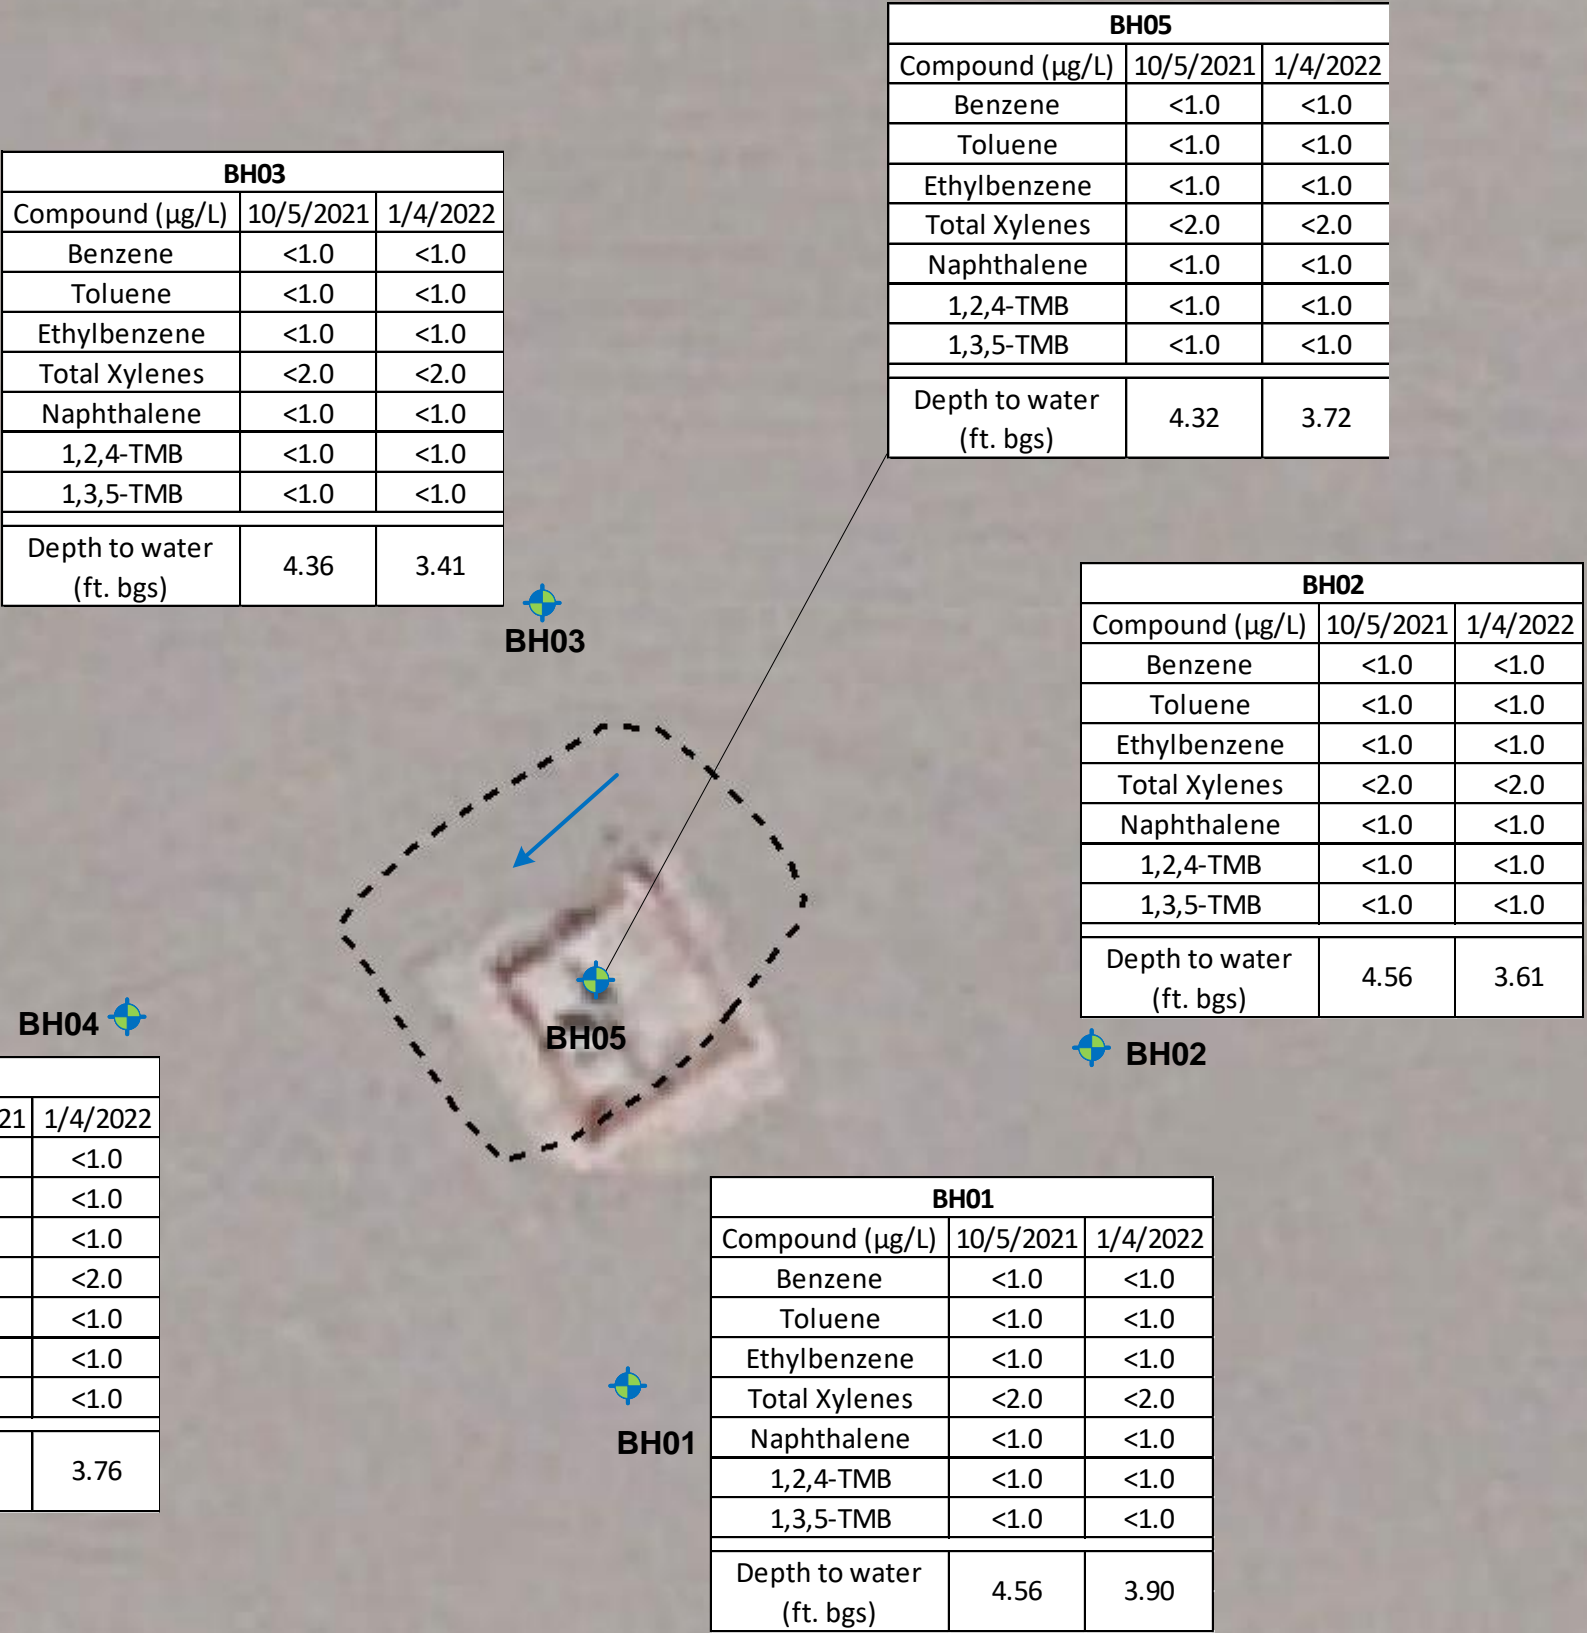 BH05
Compound (µg/L) 10/5/2021 1/4/2022
Benzene <1.0 <1.0
Toluene <1.0 <1.0
Ethylbenzene <1.0 <1.0
Total Xylenes <2.0 <2.0
Naphthalene <1.0 <1.0
1,2,4-TMB <1.0 <1.0
1,3,5-TMB <1.0 <1.0
Depth to water
(ft. bgs) 4.32 3.72
BH03
Compound (µg/L) 10/5/2021 1/4/2022
Benzene <1.0 <1.0
Toluene <1.0 <1.0
Ethylbenzene <1.0 <1.0
Total Xylenes <2.0 <2.0
Naphthalene <1.0 <1.0
1,2,4-TMB <1.0 <1.0
1,3,5-TMB <1.0 <1.0
Depth to water
(ft. bgs) 4.36 3.41
BH03
BH02
Compound (µg/L) 10/5/2021 1/4/2022
Benzene <1.0 <1.0
Toluene <1.0 <1.0
Ethylbenzene <1.0 <1.0
Total Xylenes <2.0 <2.0
Naphthalene <1.0 <1.0
1,2,4-TMB <1.0 <1.0
1,3,5-TMB <1.0 <1.0
Depth to water
(ft. bgs) 4.56 3.61
BH04
BH05
BH02
21 1/4/2022
<1.0
<1.0
<1.0
<2.0
<1.0
<1.0
<1.0
3.76
BH01
BH01
Compound (µg/L) 10/5/2021 1/4/2022
Benzene <1.0 <1.0
Toluene <1.0 <1.0
Ethylbenzene <1.0 <1.0
Total Xylenes <2.0 <2.0
Naphthalene <1.0 <1.0
1,2,4-TMB <1.0 <1.0
1,3,5-TMB <1.0 <1.0
Depth to water
(ft. bgs) 4.56 3.90